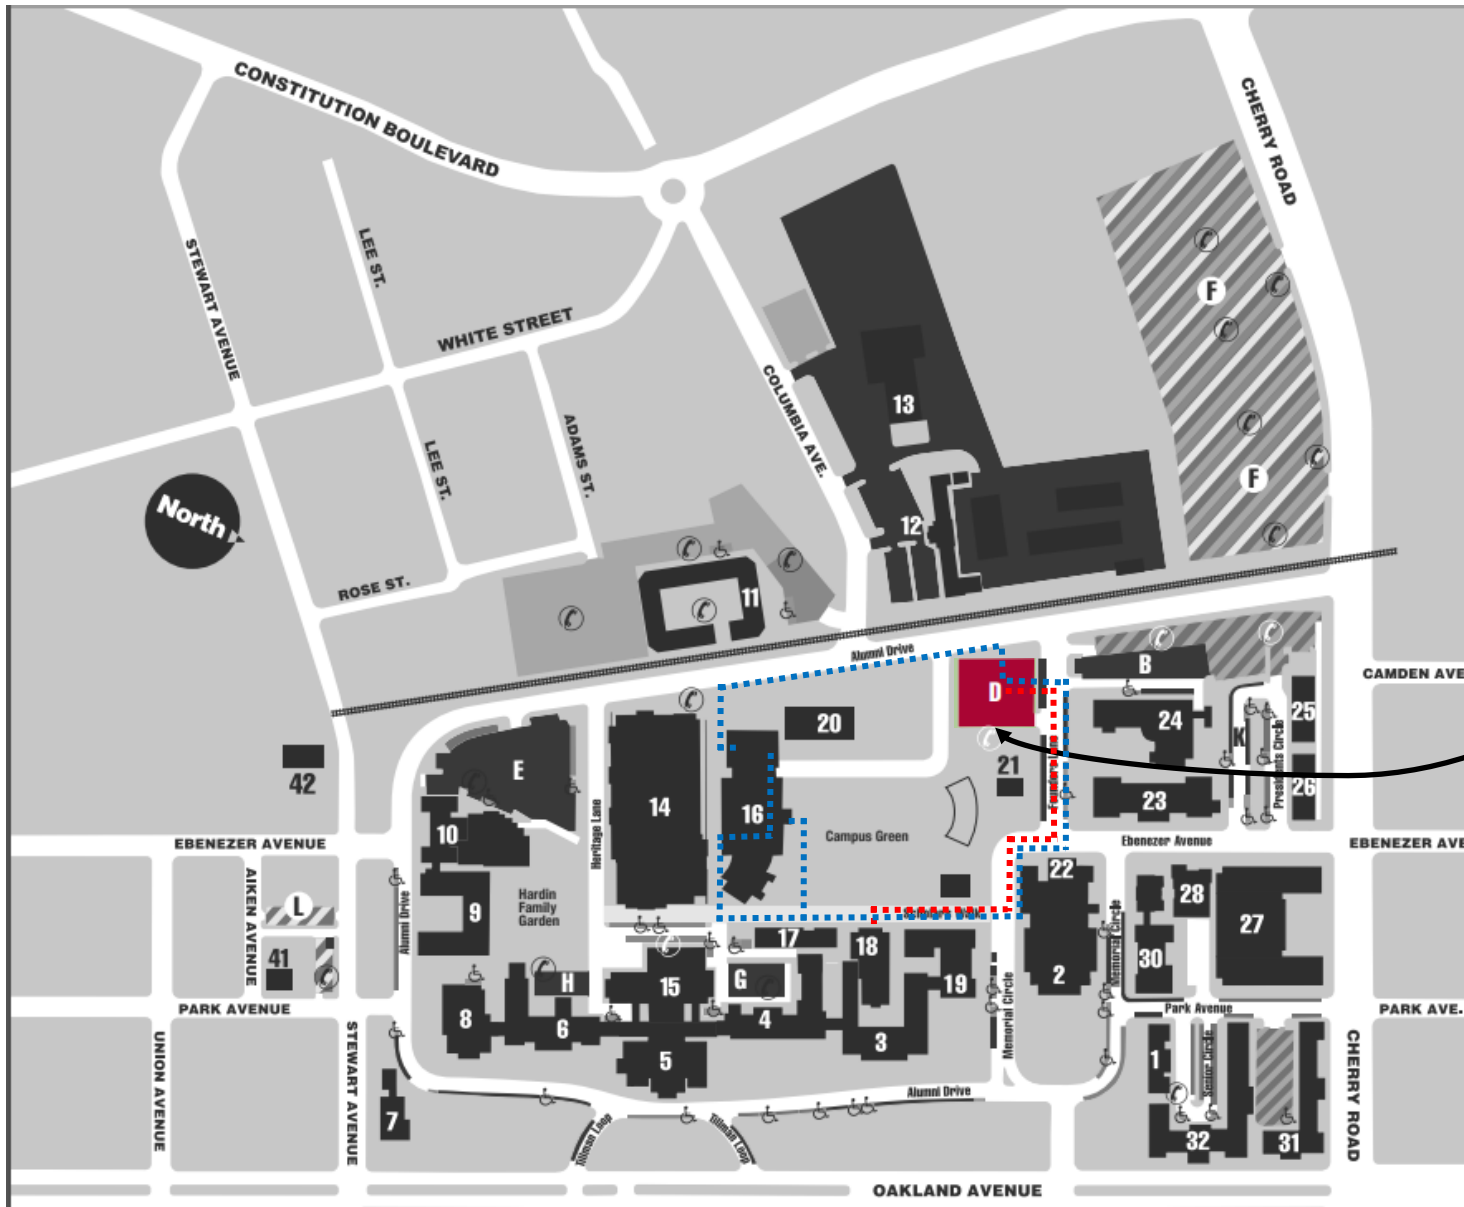 CONSTITUTION BOULEVARD
CHERRY ROAD
STEWART AVENUE
LEE ST.
WHITE STREET
F
COLUMBIA AVE.
13
ADAMS ST.
LEE ST.
F
North
12
ROSE ST.
11
Alumni Drive
B
CAMDEN AVE
D
25
24
20
K
Presidents Circle
21
E
42
26
23
14
16
10
Heritage Lane
Campus Green
EBENEZER AVENUE
Ebenezer Avenue
EBENEZER AVE
22
AIKEN AVENUE
L
Hardin
Family
Garden
9
Alumni Drive
28
27
Memorial Circle
17
18
30
41
H
15
G
19
2
PARK AVENUE
Park Avenue
PARK AVE.
8
6
4
3
Memorial Circle
5
1
Senior Circle
UNION AVENUE
STEWART AVENUE
7
Alumni Drive
CHERRY ROAD
Tillman Loop
Tillman Loop
32
31
OAKLAND AVENUE